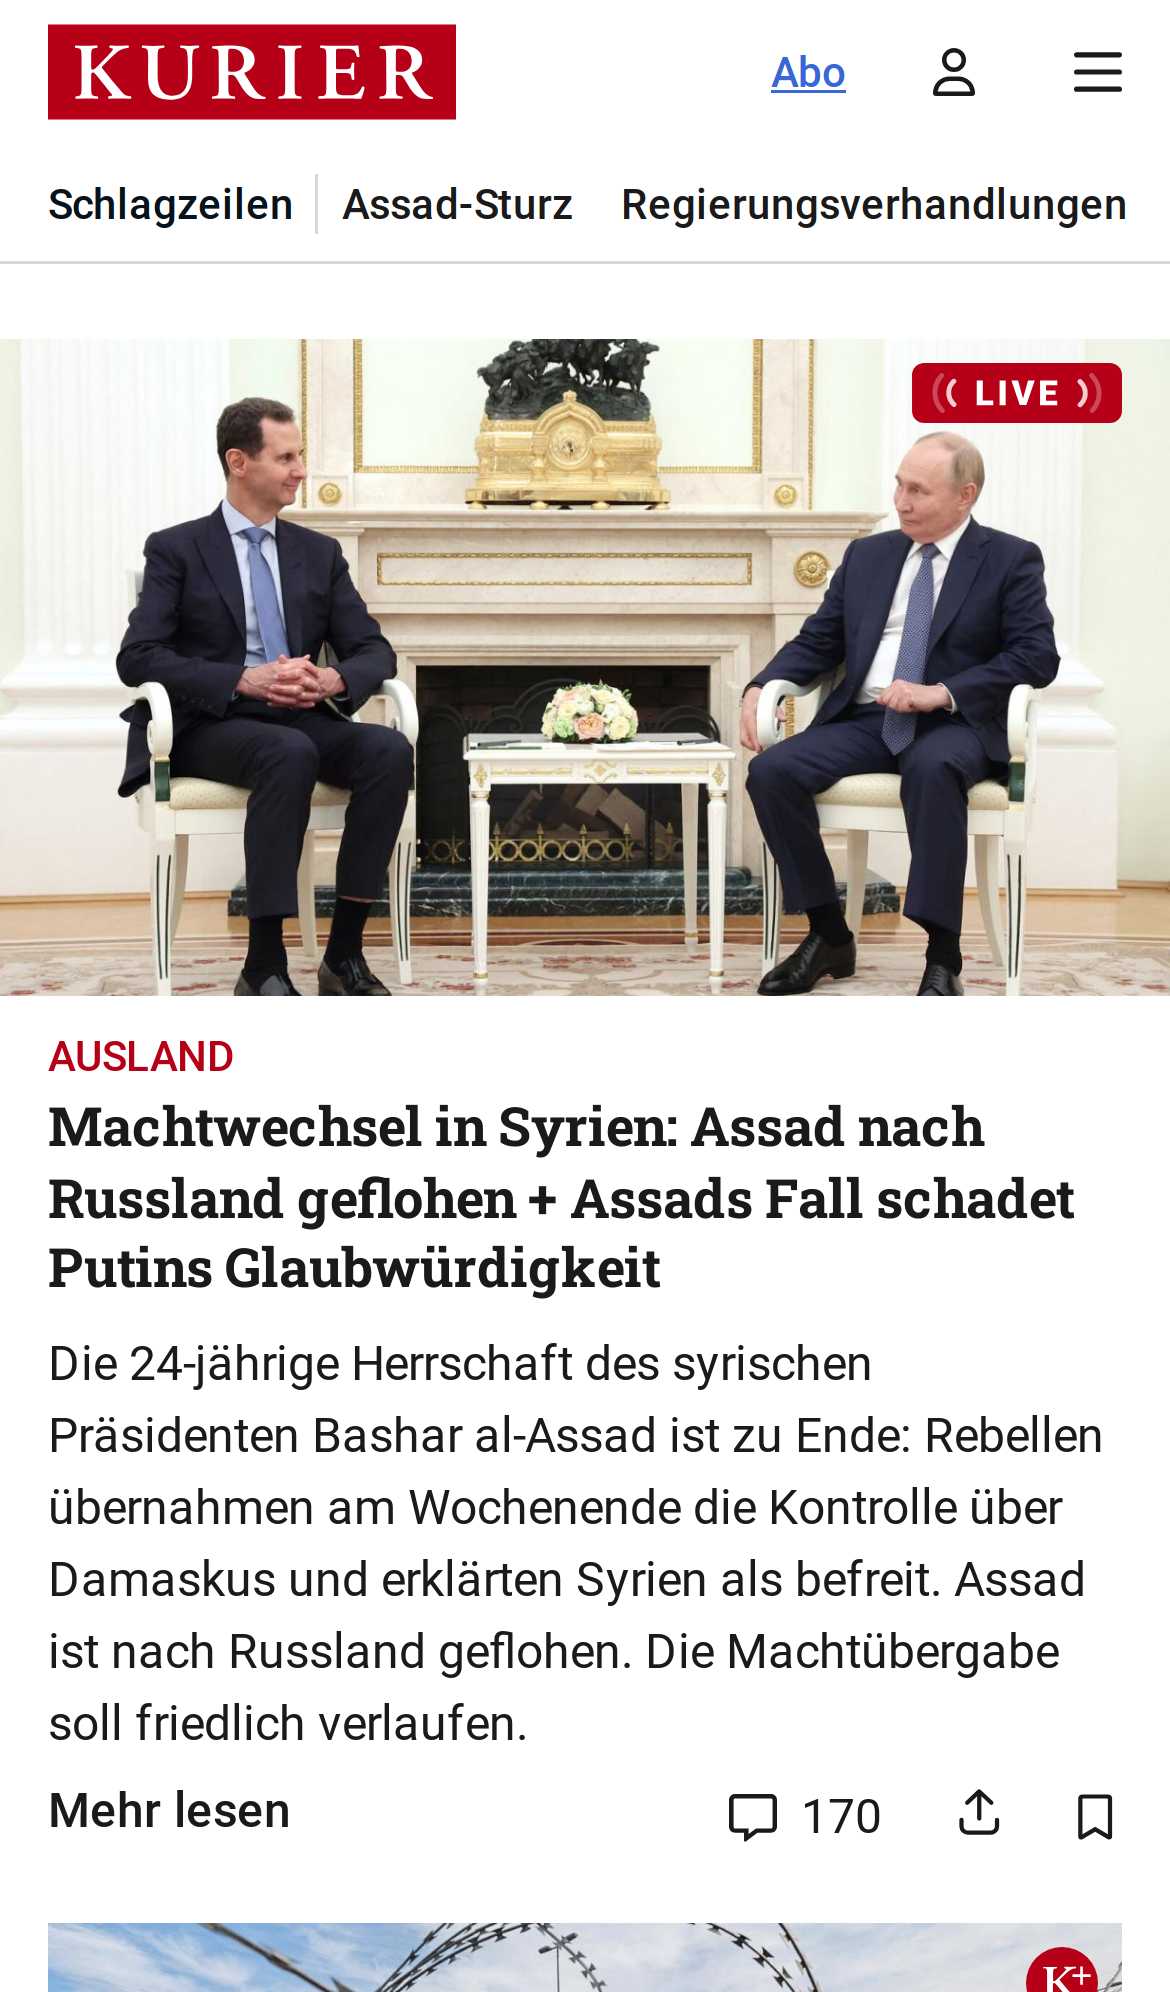 KURIER
Abo
Schlagzeilen
Assad-Sturz
Regierungsverhandlungen
LIVE
AUSLAND
Machtwechsel in Syrien: Assad nach
Russland geflohen + Assads Fall schadet
Putins Glaubwürdigkeit
Die 24-jährige Herrschaft des syrischen
Präsidenten Bashar al-Assad ist zu Ende: Rebellen
übernahmen am Wochenende die Kontrolle über
Damaskus und erklärten Syrien als befreit. Assad
ist nach Russland geflohen. Die Machtübergabe
soll friedlich verlaufen.
Mehr lesen
170
K+